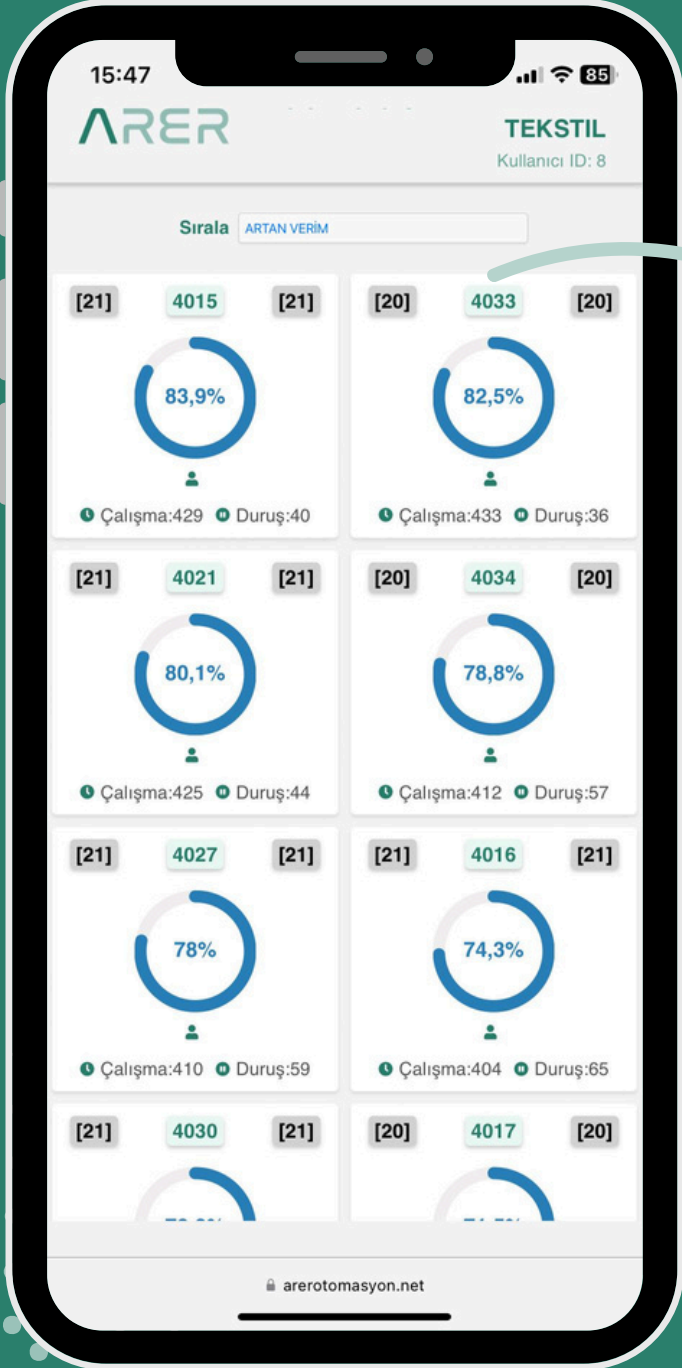 15:47
85
ARER
TEKSTIL
Kullanıcı ID: 8
Sırala ARTAN VERİM
[21] 4015 [21]
83,9%
Çalışma:429 Duruş:40
[20] 4033 [20]
82,5%
Çalışma:433 Duruş:36
[21] 4021 [21]
80,1%
Çalışma:425 Duruş:44
[20] 4034 [20]
78,8%
Çalışma:412 Duruş:57
[21] 4027 [21]
78%
Çalışma:410 Duruş:59
[21] 4016 [21]
74,3%
Çalışma:404 Duruş:65
[21] 4030 [21]
[20] 4017 [20]
arerotomasyon.net